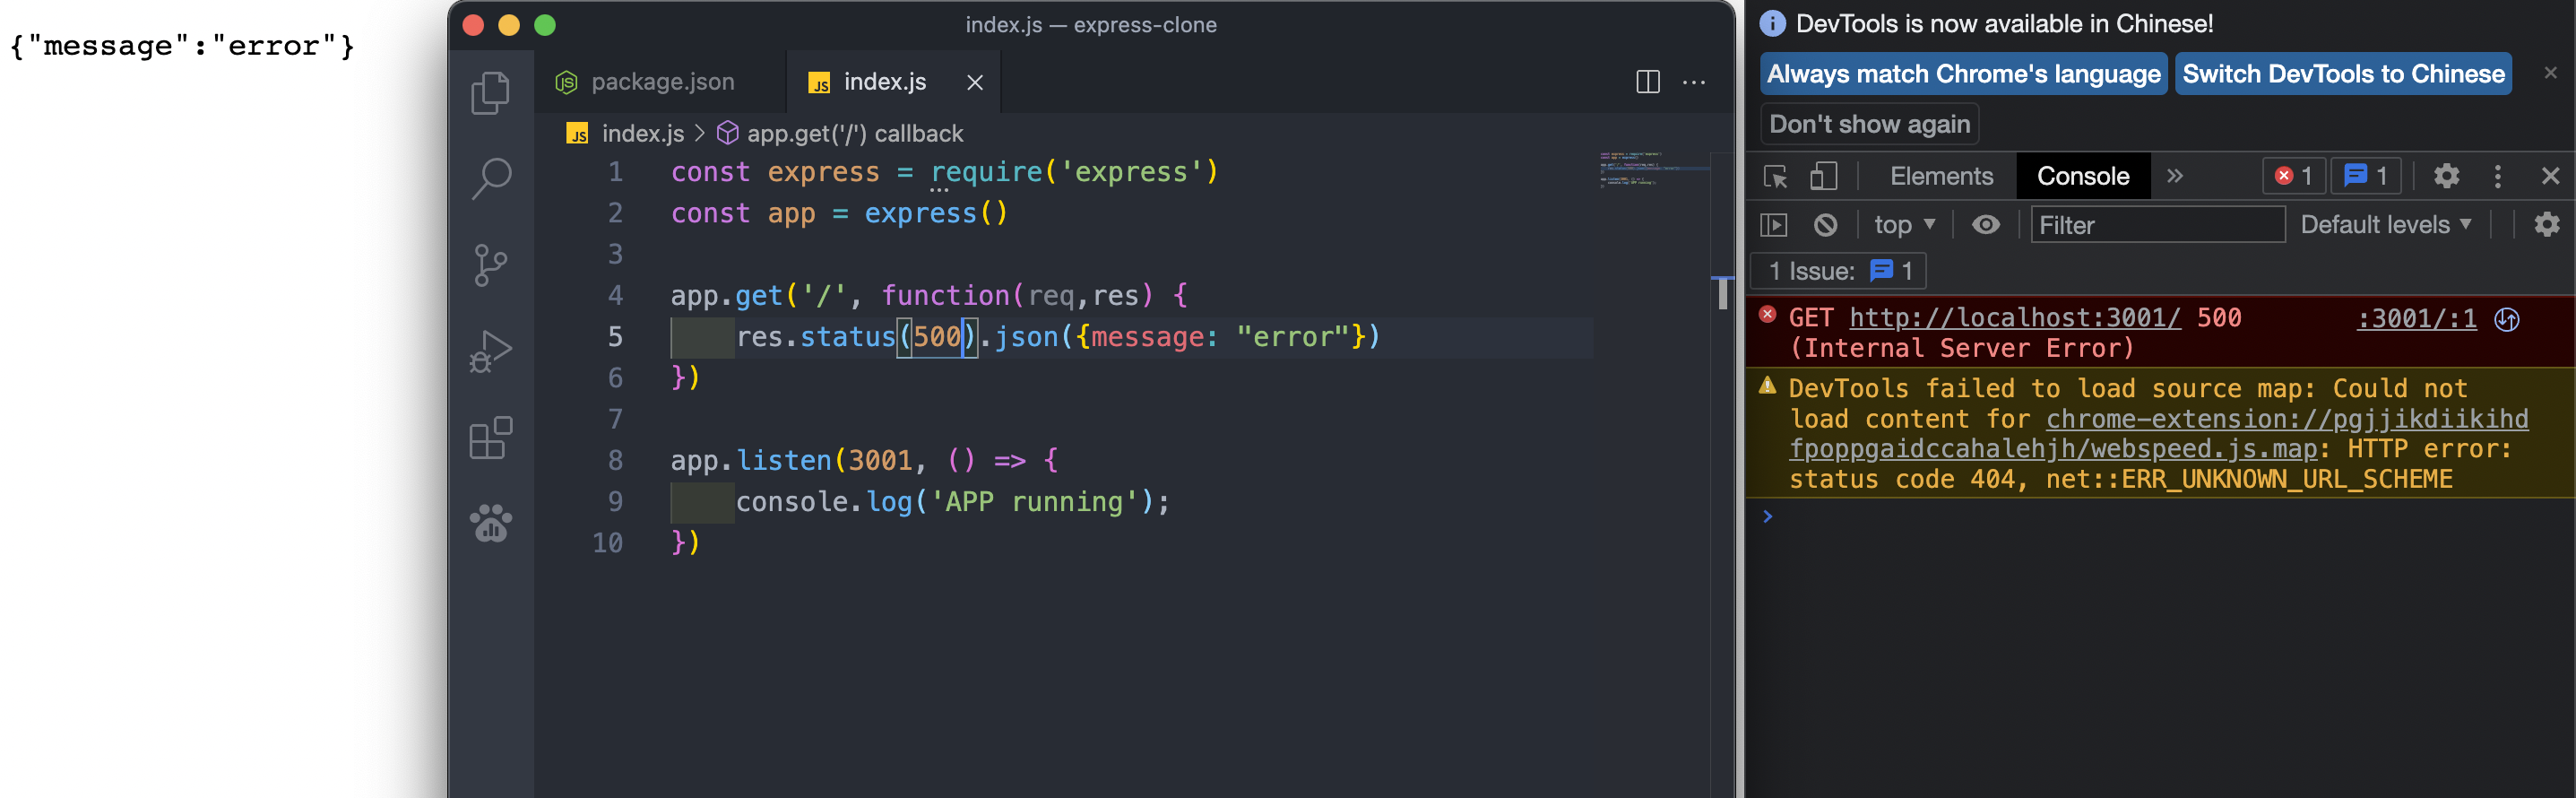 {"message":"error"}
index.js — express-clone
package.json
index.js
index.js > app.get('/') callback
1 const express = require('express')
2 const app = express()
3
4 app.get('/', function(req,res) {
5 res.status(500).json({message: "error"})
6 })
7
8 app.listen(3001, () => {
9 console.log('APP running');
10 })
DevTools is now available in Chinese!
Always match Chrome's language Switch DevTools to Chinese
Don't show again
Elements Console » 1 1
top Filter Default levels
1 Issue: 1
GET http://localhost:3001/ 500 :3001/:1
(Internal Server Error)
DevTools failed to load source map: Could not
load content for chrome-extension://pgjjikdiikihd
fpoppgaidccahalehjh/webspeed.js.map: HTTP error:
status code 404, net::ERR_UNKNOWN_URL_SCHEME